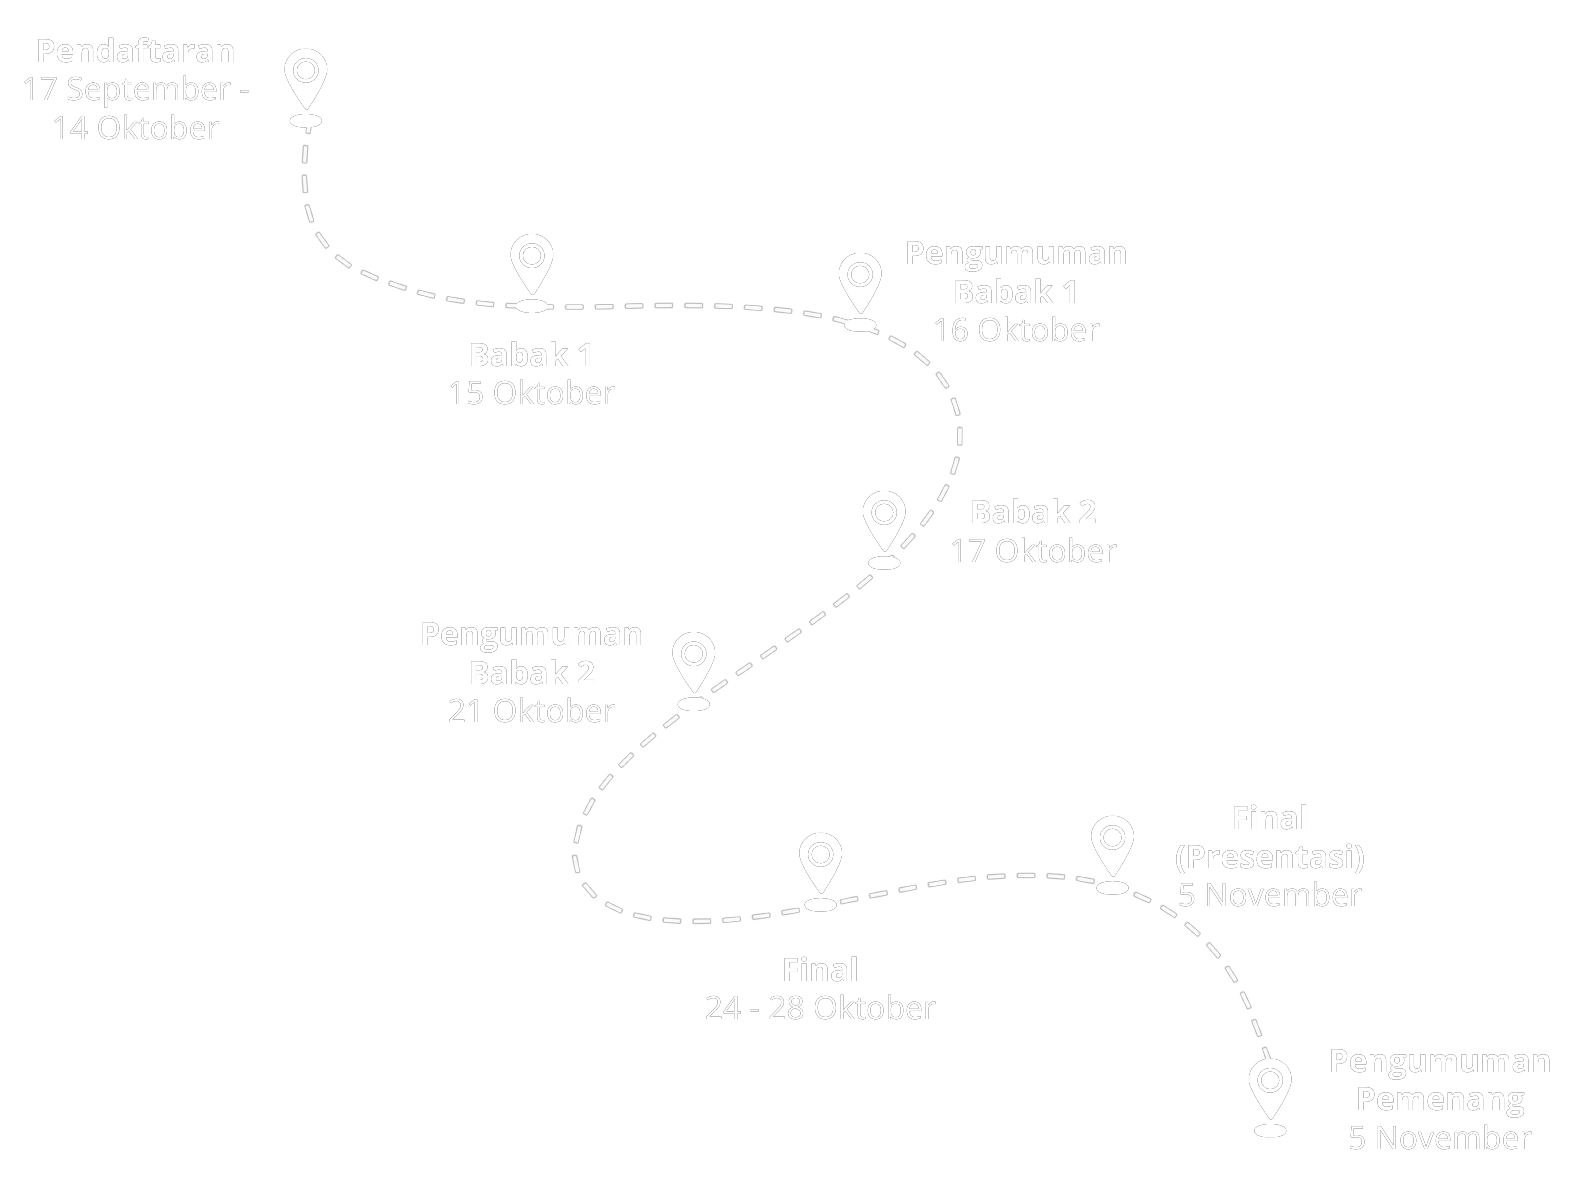 Pendaftaran
17 September -
14 Oktober
Babak 1
15 Oktober
Pengumuman
Babak 1
16 Oktober
Babak 2
17 Oktober
Pengumuman
Babak 2
21 Oktober
Final
24 - 28 Oktober
Final
(Presentasi)
5 November
Pengumuman
Pemenang
5 November